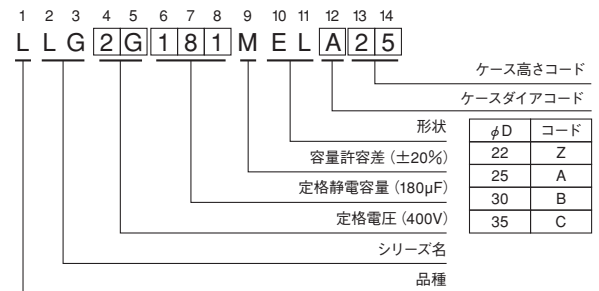 1 2 3 4 5 6 7 8 9 10 11 12 13 14
L L G 2 G 1 8 1 M E L A 2 5
ケース高さコード
ケースダイアコード
形状
容量許容差 (±20%)
定格静電容量 (180µF)
定格電圧 (400V)
シリーズ名
品種
φD コード
22 Z
25 A
30 B
35 C